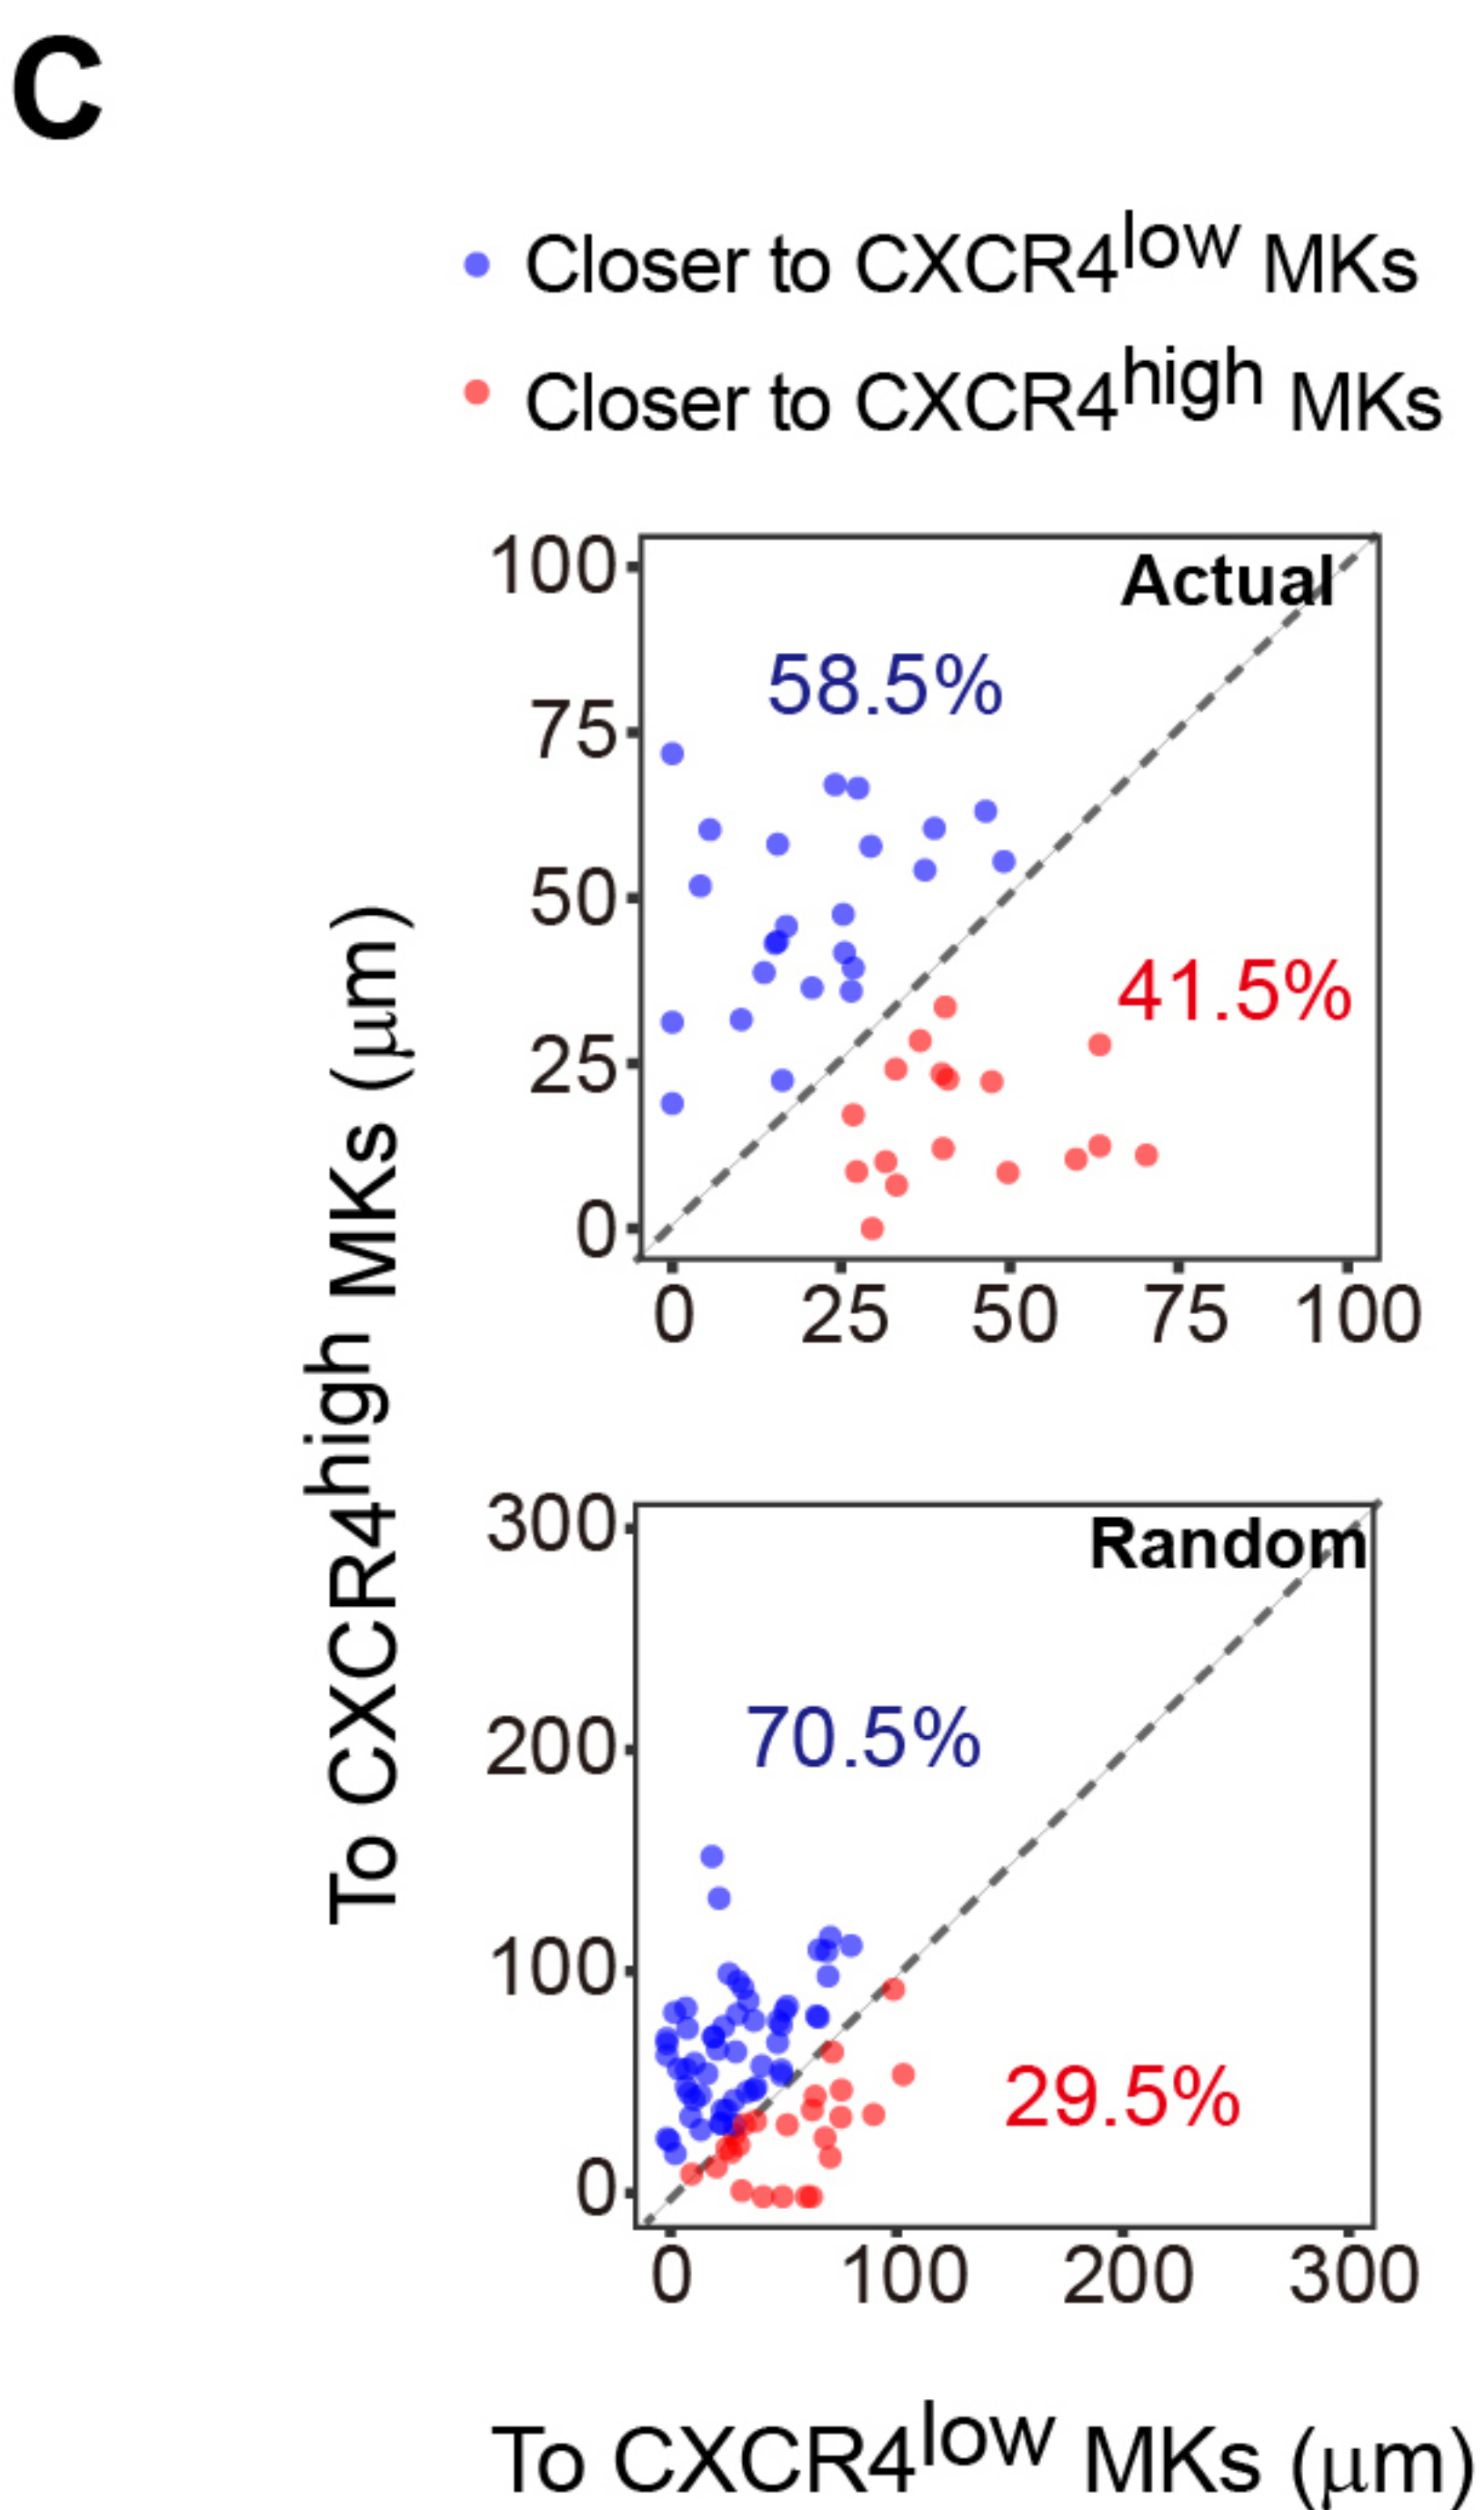 C
Closer to CXCR4low MKs
Closer to CXCR4high MKs
To CXCR4high MKs (μm)
100
75
50
25
0
Actual
58.5%
41.5%
0 25 50 75 100
300
200
100
0
Random
70.5%
29.5%
0 100 200 300
To CXCR4low MKs (μm)